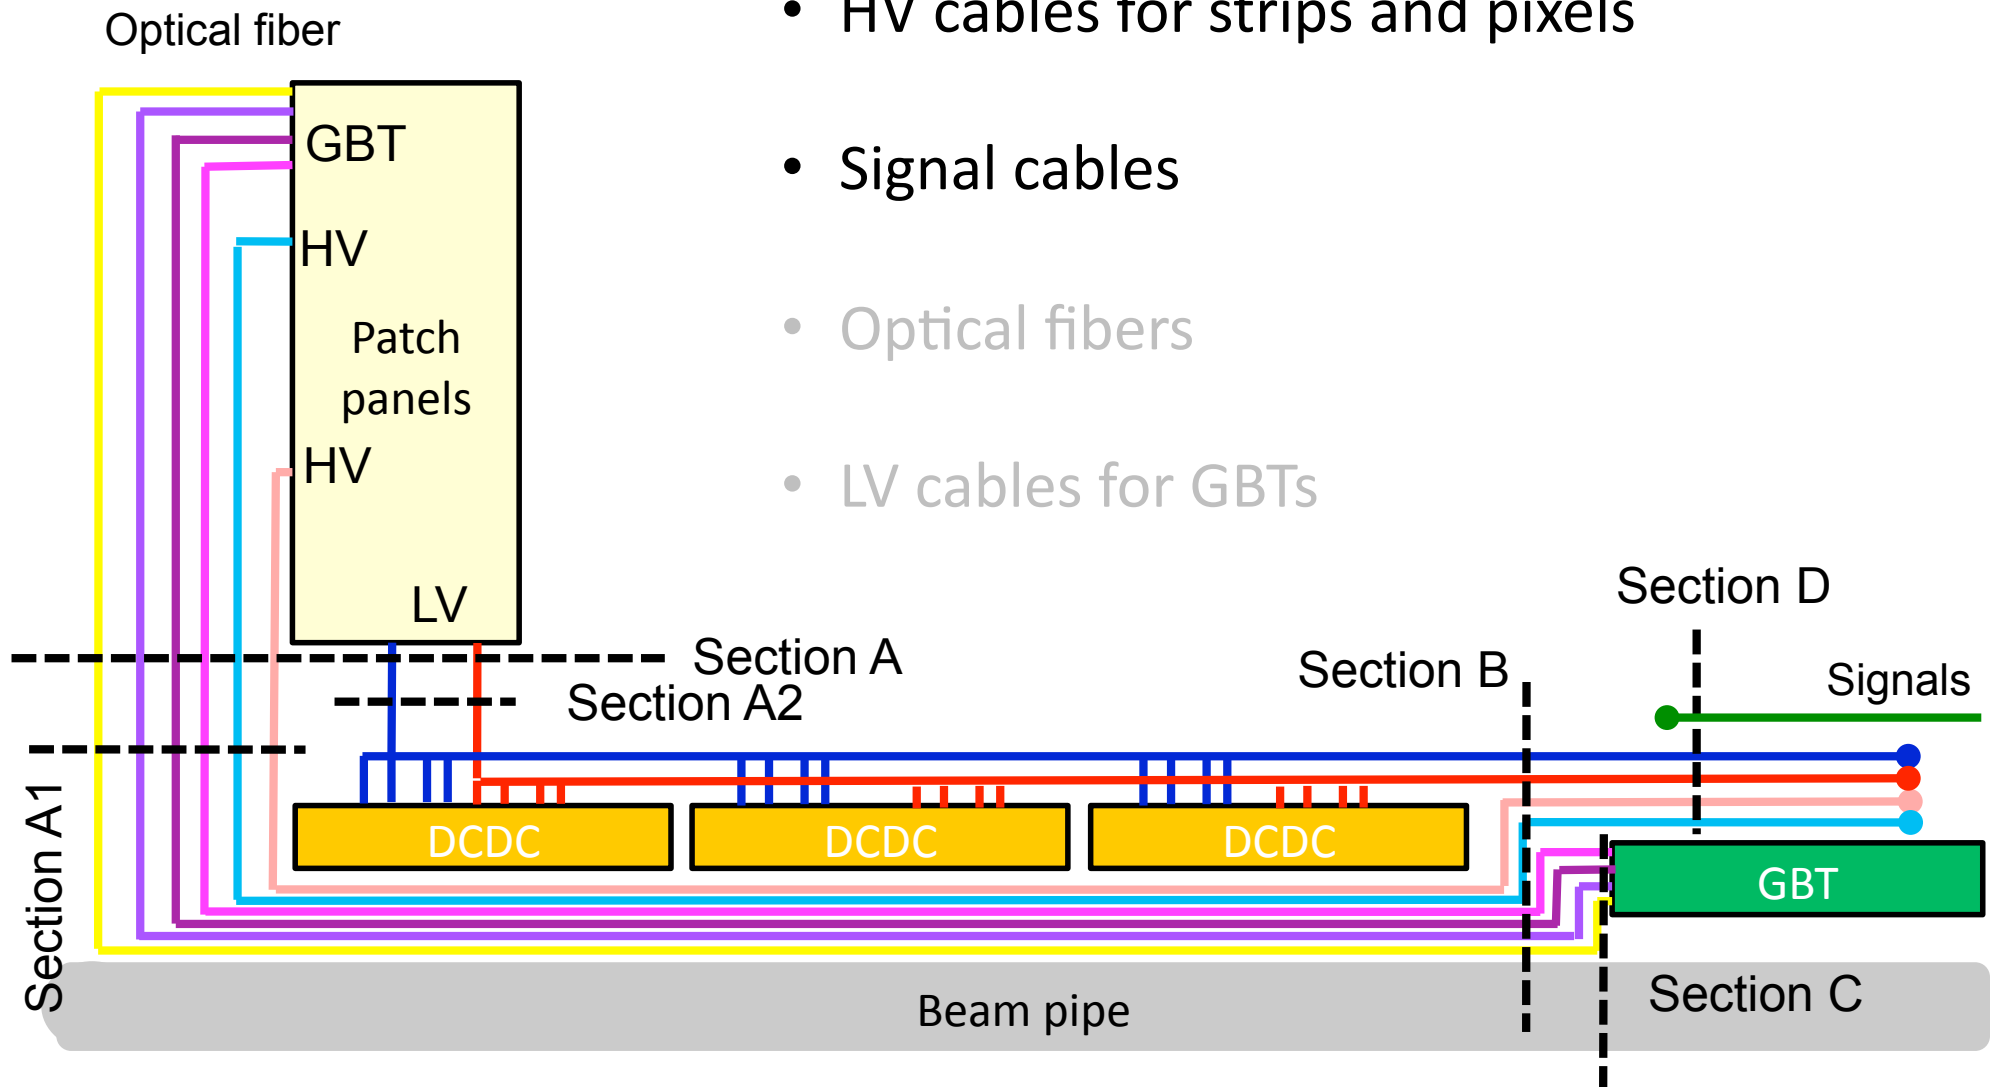 Optical fiber
• HV cables for strips and pixels
GBT
• Signal cables
HV
• Optical fibers
Patch
panels
HV
• LV cables for GBTs
LV
Section D
Section A
Section B
Signals
Section A2
Section A1
DCDC
DCDC
DCDC
GBT
Section C
Beam pipe